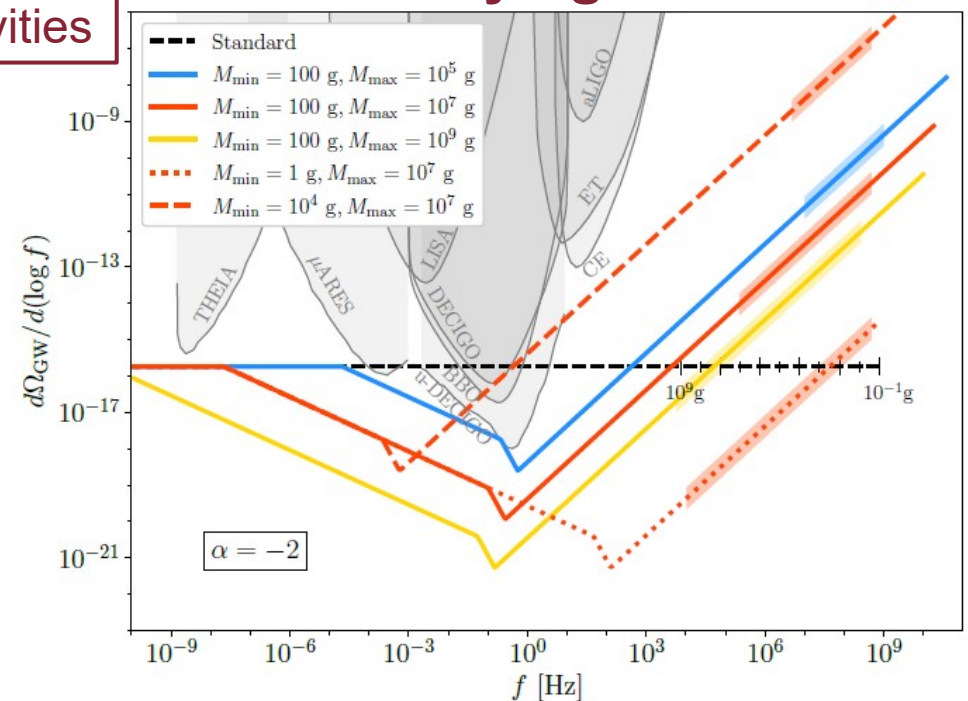 vities
Standard
M_min = 100 g, M_max = 10^5 g
M_min = 100 g, M_max = 10^7 g
M_min = 100 g, M_max = 10^9 g
M_min = 1 g, M_max = 10^7 g
M_min = 10^4 g, M_max = 10^7 g
aLIGO
ET
CE
THEIA
μARES
LISA
DECIGO
BBO
u-DECIGO
10^9g
10^-1g
α = −2
dΩ_GW/d(log f)
10^-9
10^-13
10^-17
10^-21
10^-9 10^-6 10^-3 10^0 10^3 10^6 10^9
f [Hz]